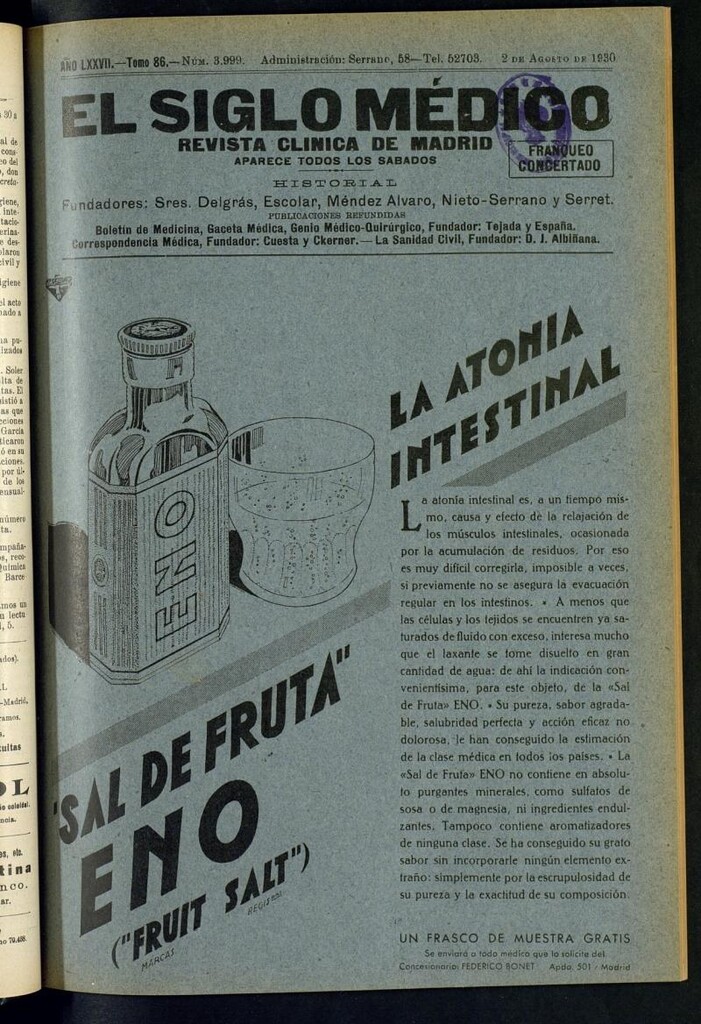 AÑO LXXVII.—Tomo 86.—Núm. 3.999. Administración: Serrano, 58—Tel. 52703. 2 de Agosto de 1930
EL SIGLO MÉDICO
REVISTA CLINICA DE MADRID
APARECE TODOS LOS SABADOS
FRANQUEO
CONCERTADO
HISTORIAL
Fundadores: Sres. Delgrás, Escolar, Méndez Alvaro, Nieto-Serrano y Serret.
PUBLICACIONES REFUNDIDAS
Boletín de Medicina, Gaceta Médica, Genio Médico-Quirúrgico, Fundador: Tejada y España.
Correspondencia Médica, Fundador: Cuesta y Ckerner.—La Sanidad Civil, Fundador: D. J. Albiñana.
LA ATONIA
INTESTINAL
ENO
La atonía intestinal es, a un tiempo mis-
mo, causa y efecto de la relajación de
los músculos intestinales, ocasionada
por la acumulación de residuos. Por eso
es muy difícil corregirla, imposible a veces,
si previamente no se asegura la evacuación
regular en los intestinos. • A menos que
las células y los tejidos se encuentren ya sa-
turados de fluido con exceso, interesa mucho
que el laxante se tome disuelto en gran
cantidad de agua: de ahí la indicación con-
venientísima, para este objeto, de la «Sal
de Fruta» ENO. • Su pureza, sabor agrada-
ble, salubridad perfecta y acción eficaz no
dolorosa, le han conseguido la estimación
de la clase médica en todos los países. • La
«Sal de Fruta» ENO no contiene en absolu-
to purgantes minerales, como sulfatos de
sosa o de magnesia, ni ingredientes endul-
zantes. Tampoco contiene aromatizadores
de ninguna clase. Se ha conseguido su grato
sabor sin incorporarle ningún elemento ex-
traño: simplemente por la escrupulosidad de
su pureza y la exactitud de su composición.
"SAL DE FRUTA"
ENO
("FRUIT SALT")
MARCAS REGISTR.
UN FRASCO DE MUESTRA GRATIS
Se enviará a todo médico que lo solicite del
Concesionario: FEDERICO BONET Apdo. 501 - Madrid